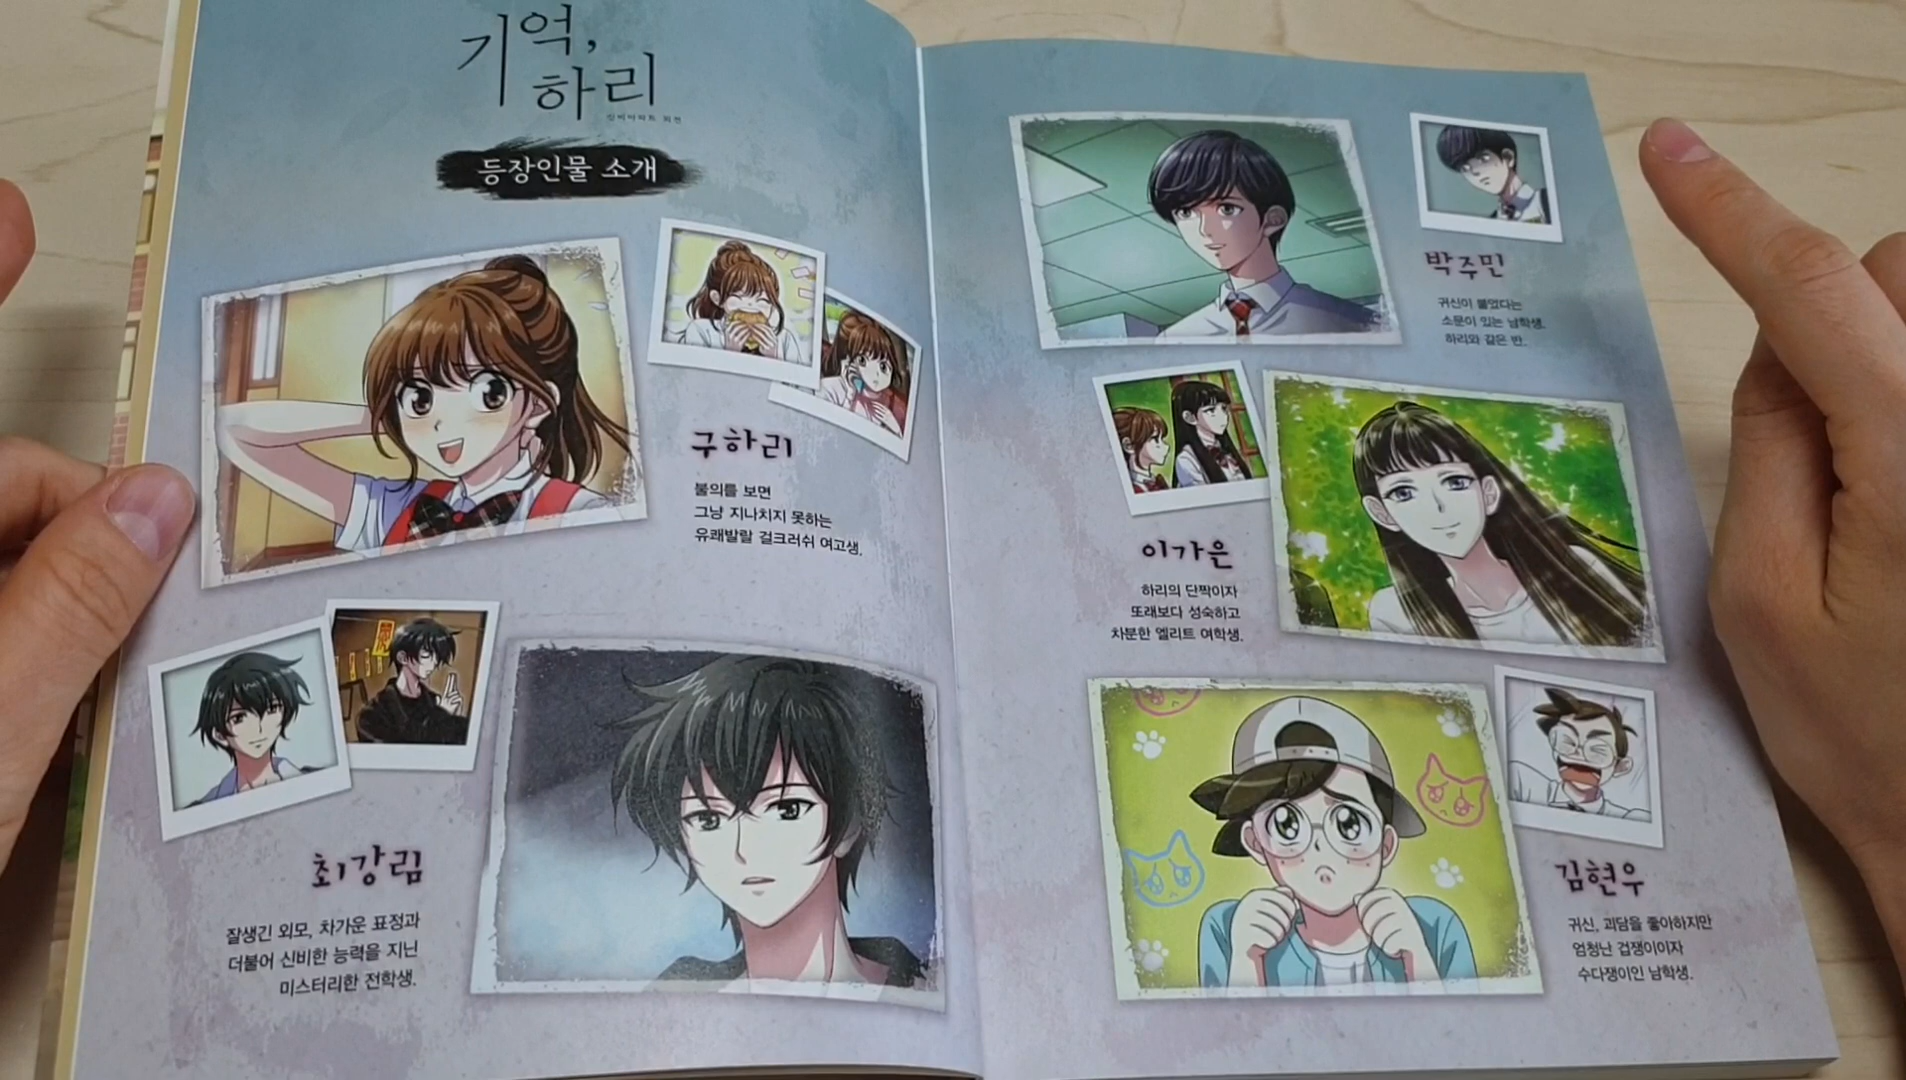 기억,
하리
신비아파트 외전
등장인물 소개
구하리
불의를 보면
그냥 지나치지 못하는
유쾌발랄 걸크러쉬 여고생.
최강림
잘생긴 외모, 차가운 표정과
더불어 신비한 능력을 지닌
미스터리한 전학생.
박주민
귀신이 붙었다는
소문이 있는 남학생.
하리와 같은 반.
이가은
하리의 단짝이자
또래보다 성숙하고
차분한 엘리트 여학생.
김현우
귀신, 괴담을 좋아하지만
엄청난 겁쟁이이자
수다쟁이인 남학생.